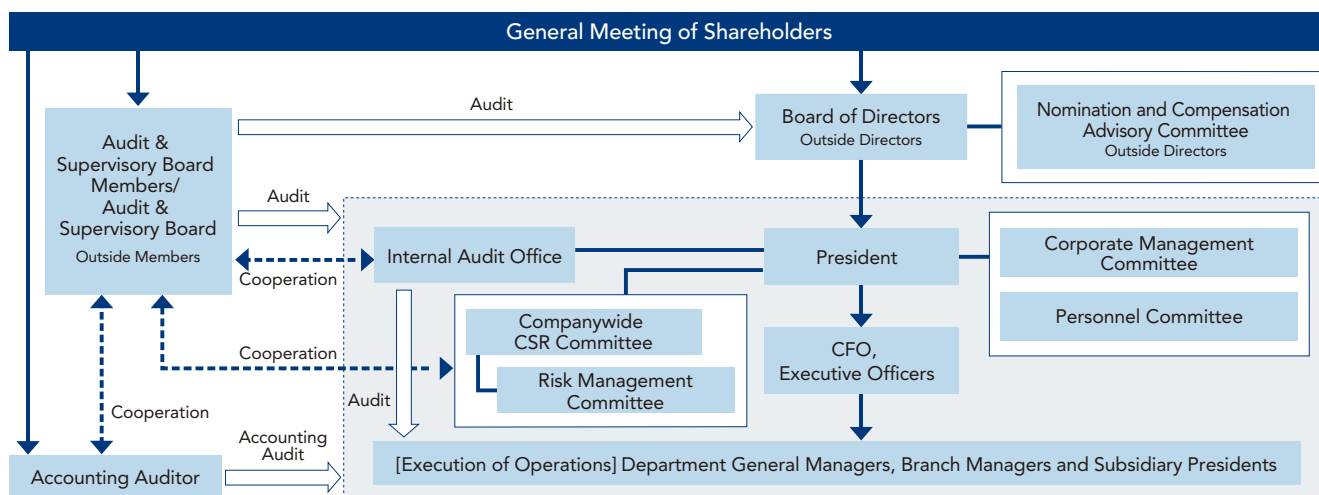 General Meeting of Shareholders
Audit
Board of Directors
Outside Directors
Nomination and Compensation
Advisory Committee
Outside Directors
Audit &
Supervisory Board
Members/
Audit &
Supervisory Board
Outside Members
Audit
Cooperation
Internal Audit Office
President
Corporate Management
Committee
Personnel Committee
Cooperation
Companywide
CSR Committee
Risk Management
Committee
CFO,
Executive Officers
Cooperation
Audit
Accounting
Audit
Accounting Auditor
[Execution of Operations] Department General Managers, Branch Managers and Subsidiary Presidents